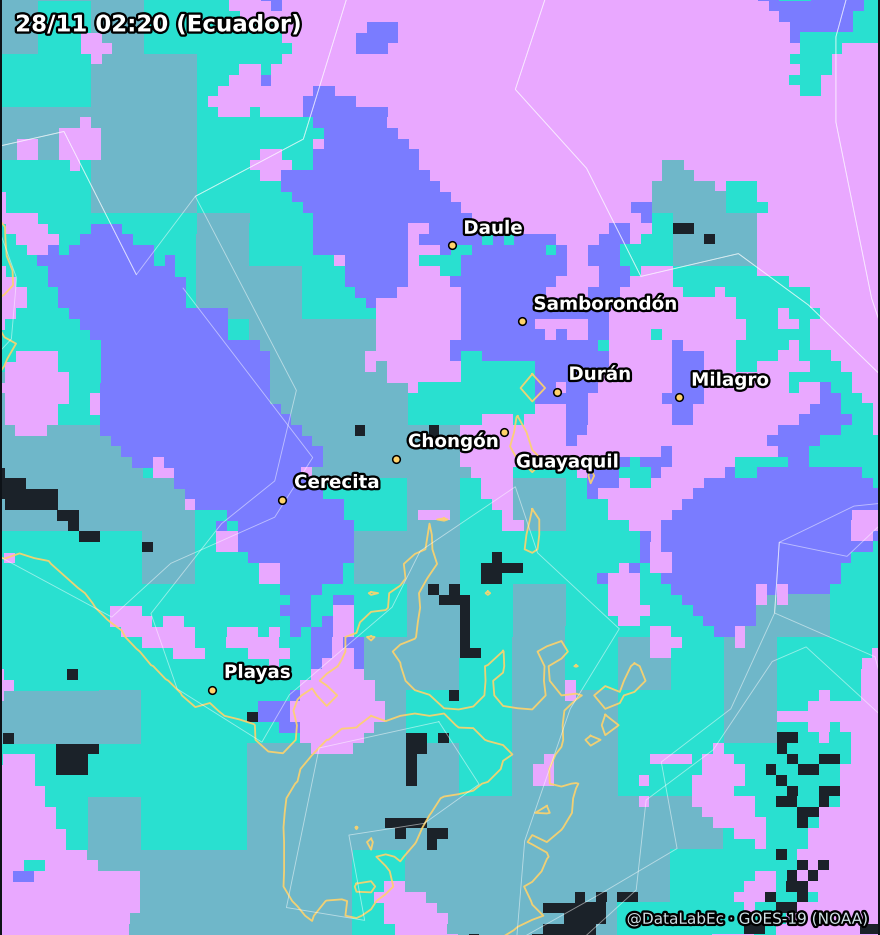 28/11 02:20 (Ecuador)
Daule
Samborondón
Durán
Milagro
Chongón
Guayaquil
Cerecita
Playas
@DataLabEc · GOES-19 (NOAA)